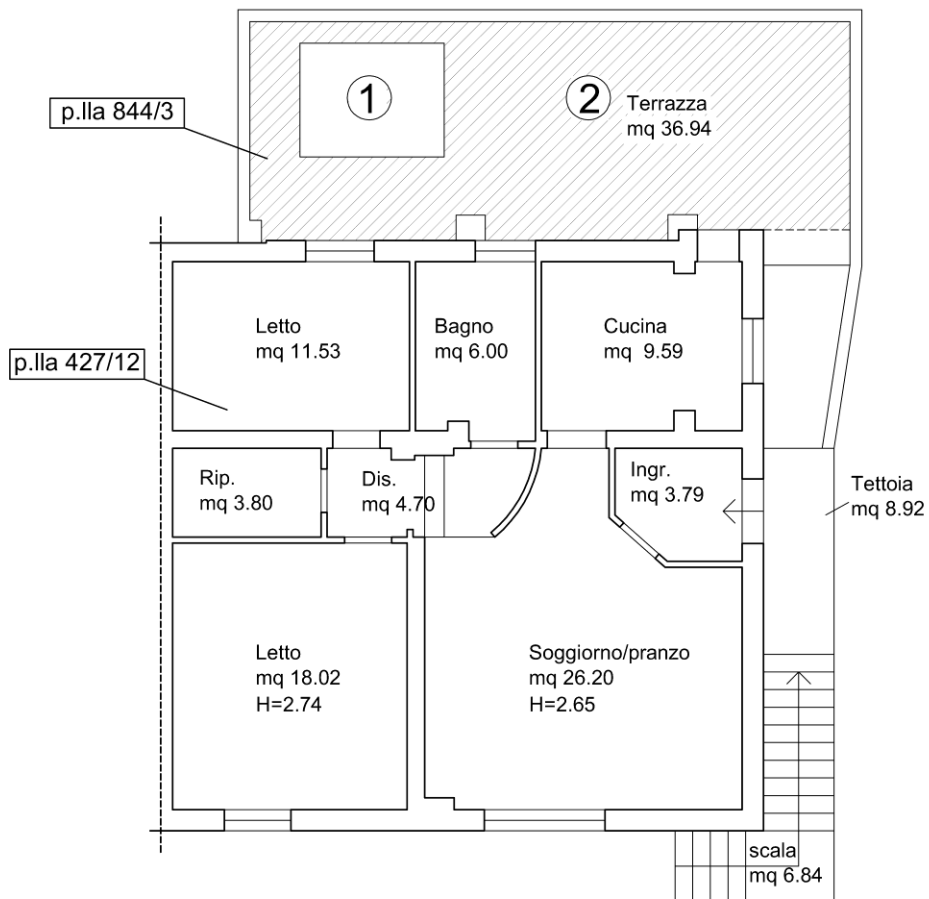 1
2
p.lla 844/3
Terrazza
mq 36.94
Letto
mq 11.53
Bagno
mq 6.00
Cucina
mq 9.59
p.lla 427/12
Rip.
mq 3.80
Dis.
mq 4.70
Ingr.
mq 3.79
Tettoia
mq 8.92
Letto
mq 18.02
H=2.74
Soggiorno/pranzo
mq 26.20
H=2.65
scala
mq 6.84